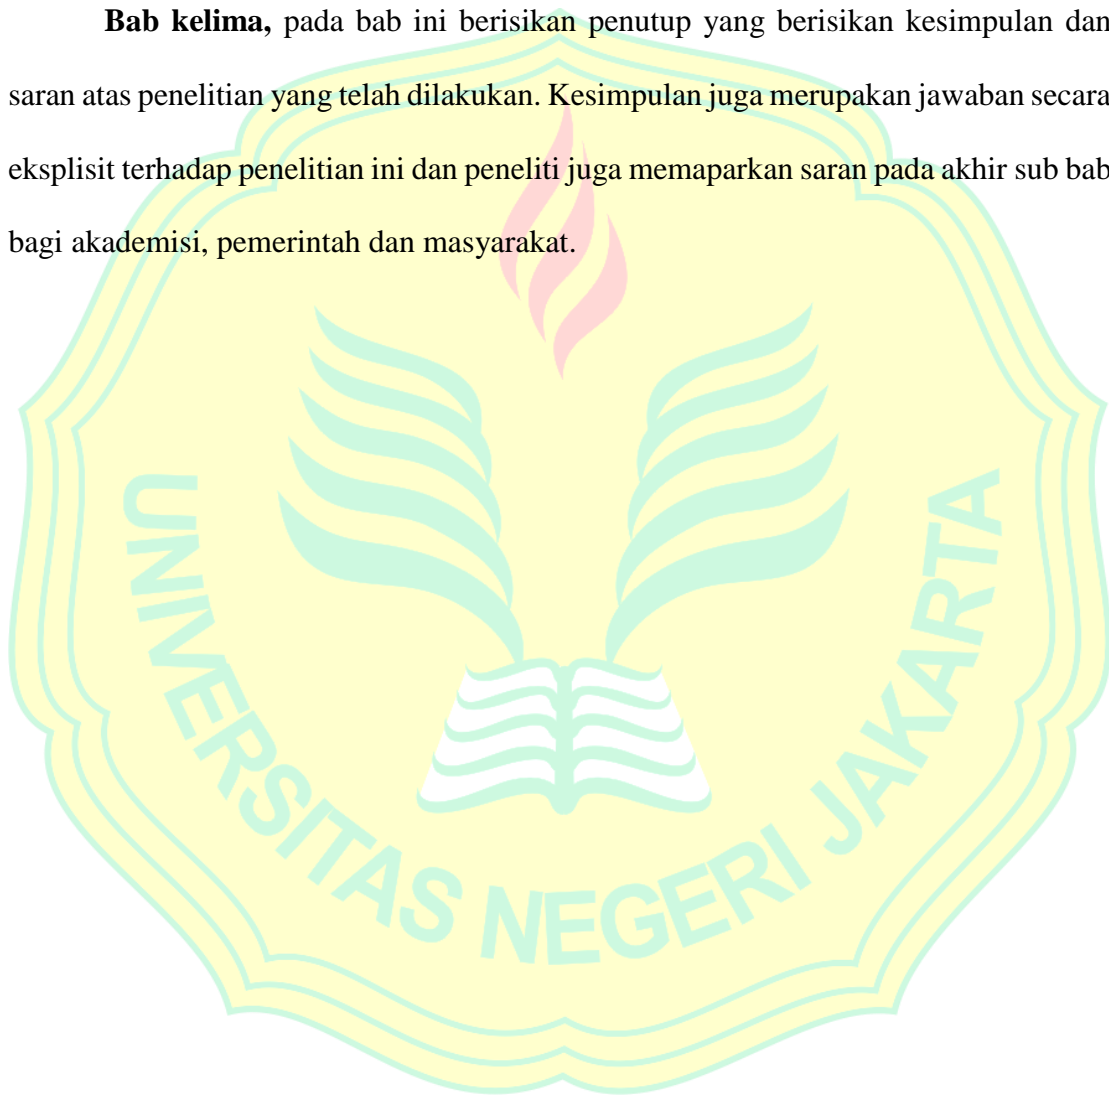 Bab kelima, pada bab ini berisikan penutup yang berisikan kesimpulan dan
saran atas penelitian yang telah dilakukan. Kesimpulan juga merupakan jawaban secara
eksplisit terhadap penelitian ini dan peneliti juga memaparkan saran pada akhir sub bab
bagi akademisi, pemerintah dan masyarakat.
UNIVERSITAS NEGERI JAKARTA